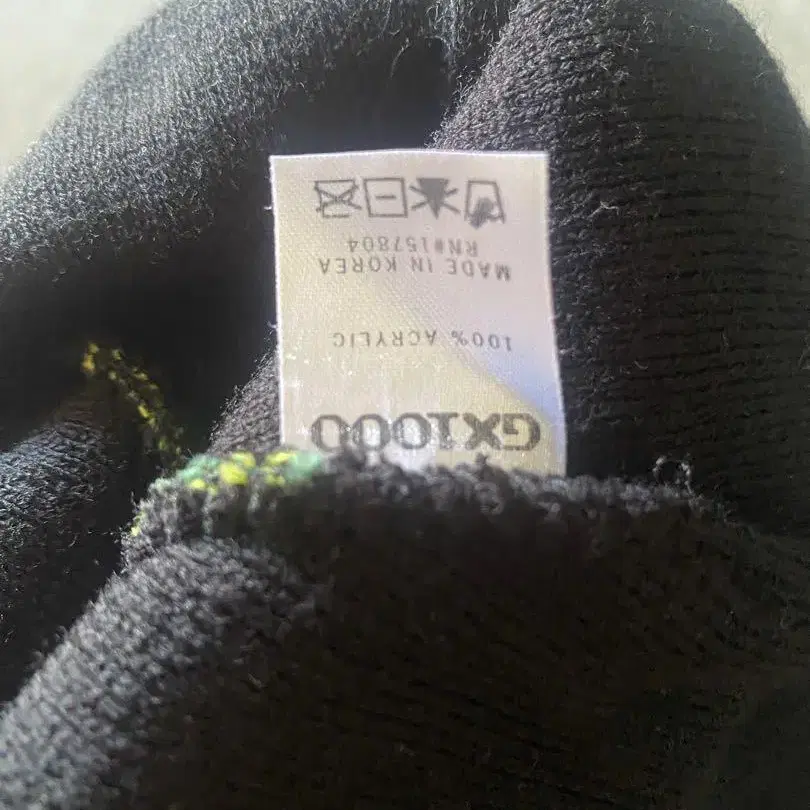 GX1000
100% ACRYLIC
MADE IN KOREA
RN#157804